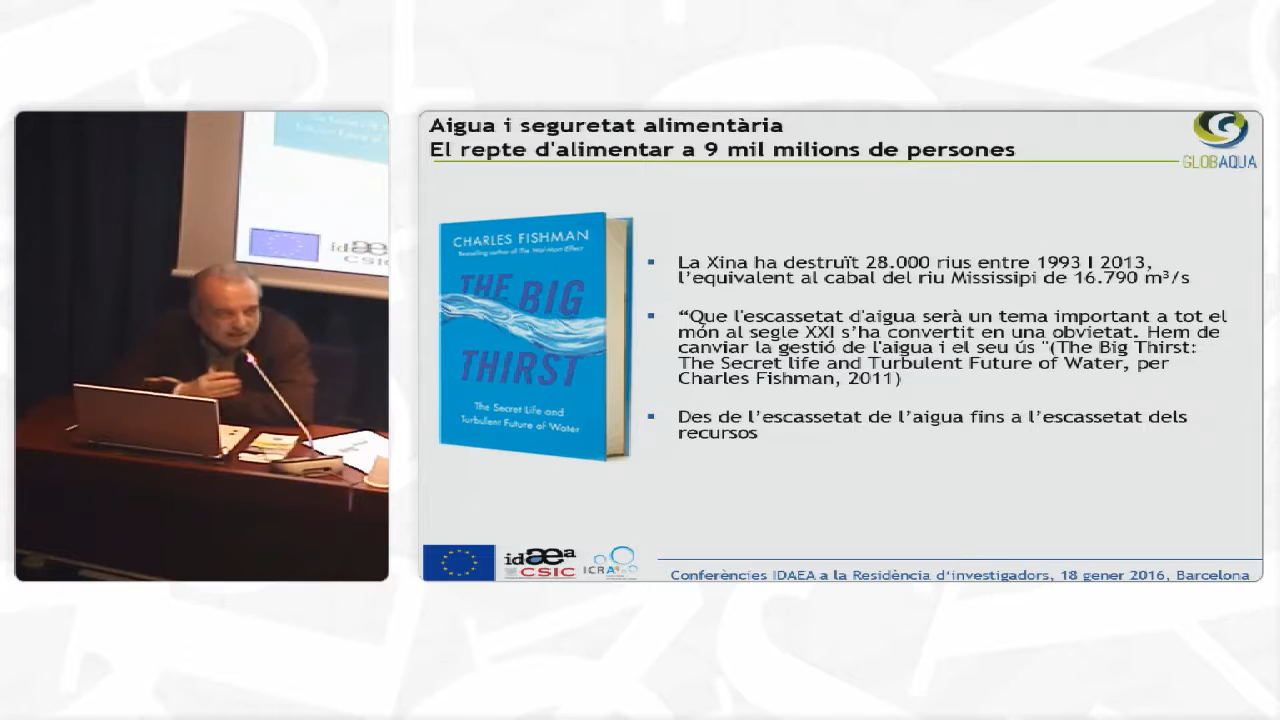 Aigua i seguretat alimentària
El repte d'alimentar a 9 mil milions de persones
GLOBAQUA
CHARLES FISHMAN
Bestselling author of The Wal-Mart Effect
THE BIG
THIRST
The Secret Life and
Turbulent Future of Water
▪ La Xina ha destruït 28.000 rius entre 1993 I 2013,
l’equivalent al cabal del riu Mississipi de 16.790 m³/s
▪ “Que l'escassetat d'aigua serà un tema important a tot el
món al segle XXI s’ha convertit en una obvietat. Hem de
canviar la gestió de l'aigua i el seu ús "(The Big Thirst:
The Secret life and Turbulent Future of Water, per
Charles Fishman, 2011)
▪ Des de l’escassetat de l’aigua fins a l’escassetat dels
recursos
idæa
CSIC
ICRA
Conferències IDAEA a la Residència d’investigadors, 18 gener 2016, Barcelona
Turbulent Future of
idæa
CSIC